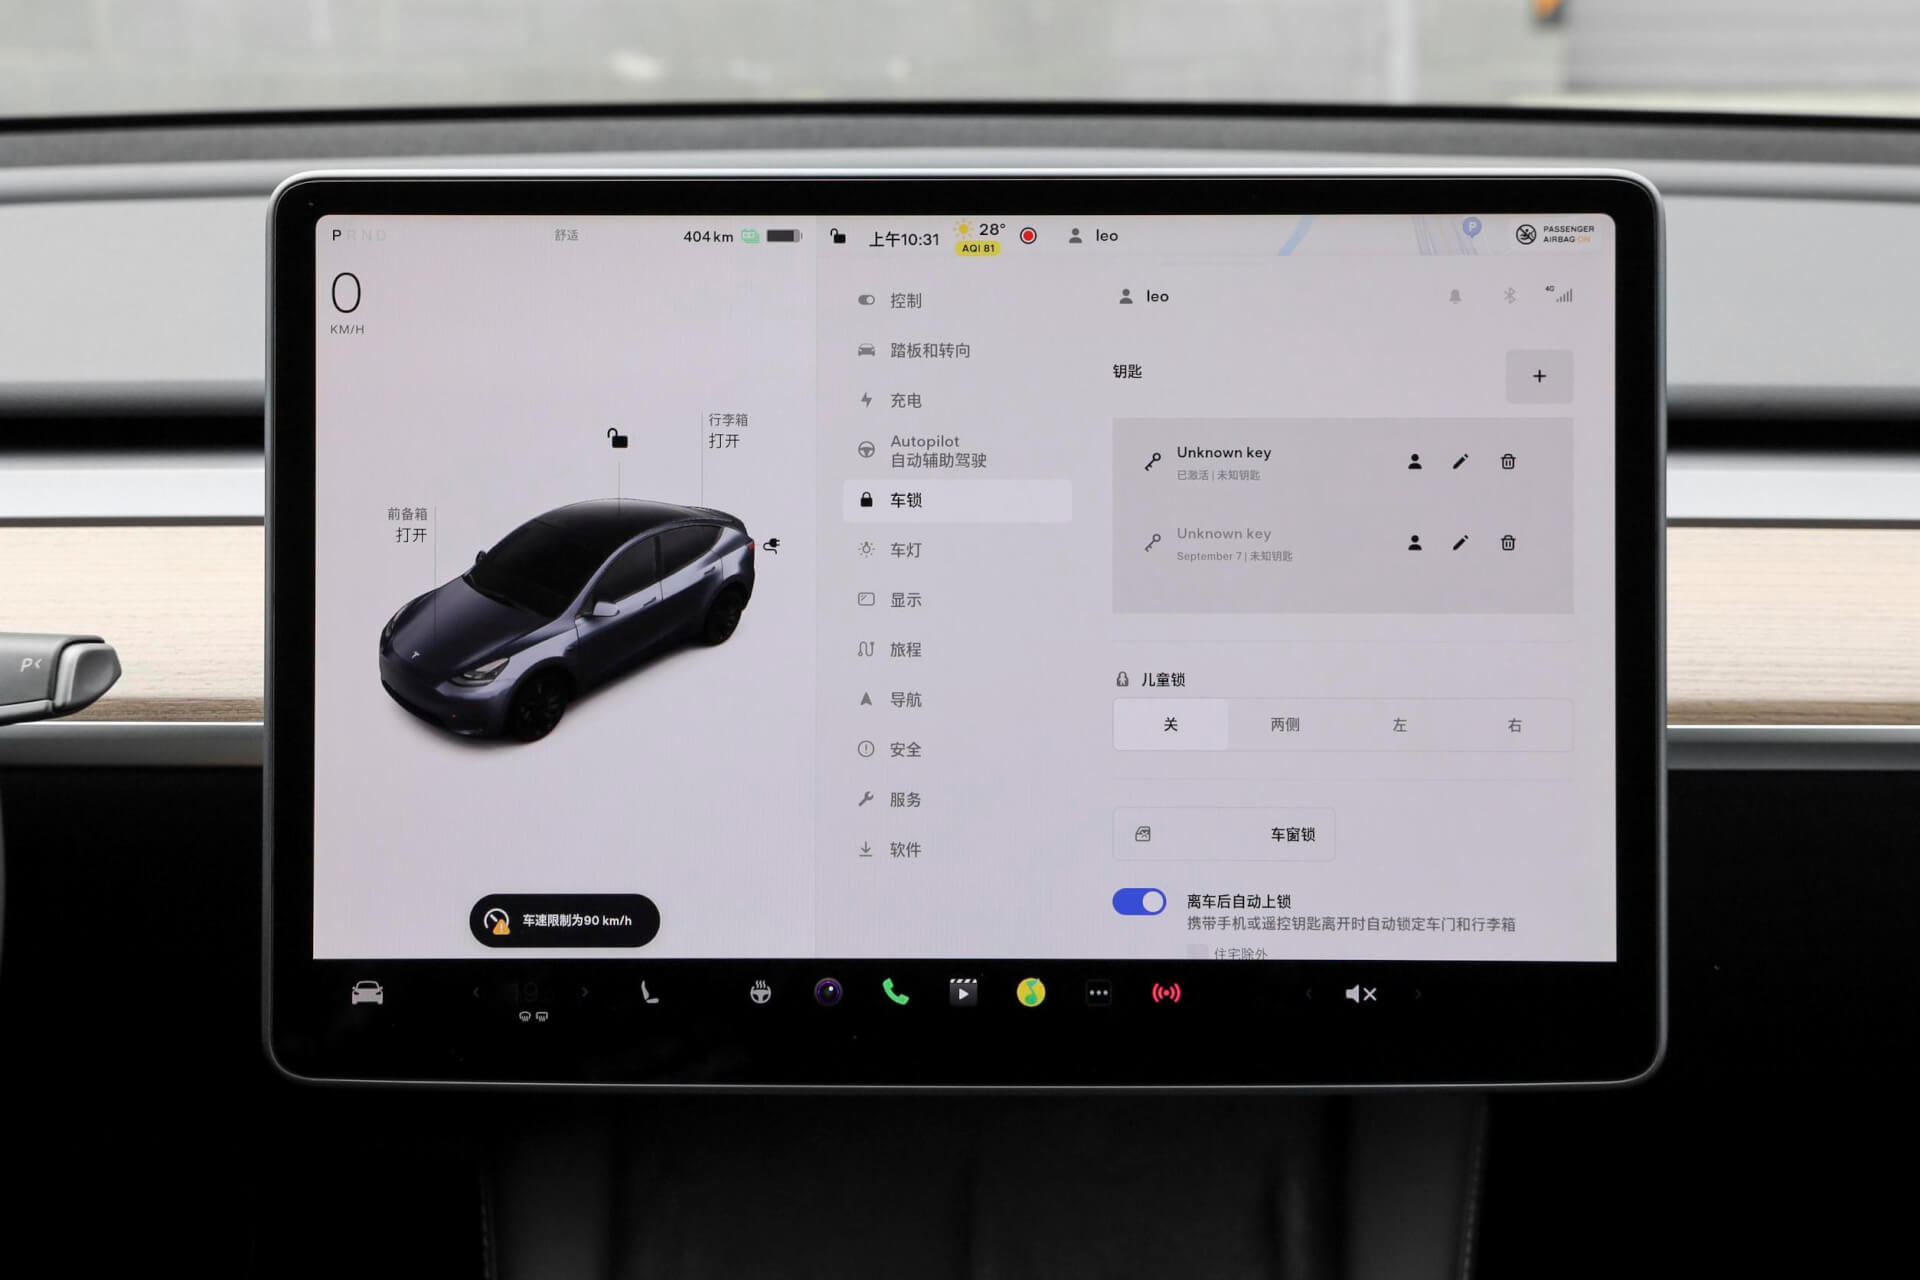 P R N D
舒适
404 km
上午10:31
28°
AQI 81
leo
P
PASSENGER
AIRBAG ON
0
KM/H
行李箱
打开
前备箱
打开
车速限制为90 km/h
控制
踏板和转向
充电
Autopilot
自动辅助驾驶
车锁
车灯
显示
旅程
导航
安全
服务
软件
leo
4G
钥匙
+
Unknown key
已激活 | 未知钥匙
Unknown key
September 7 | 未知钥匙
儿童锁
关 两侧 左 右
车窗锁
离车后自动上锁
携带手机或遥控钥匙离开时自动锁定车门和行李箱
住宅除外
P<